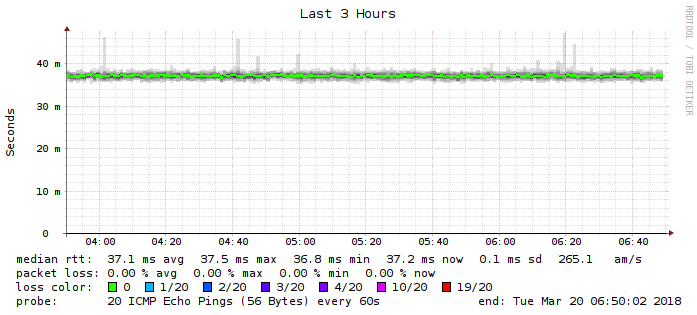 Last 3 Hours
RRDTOOL / TOBI OETIKER
Seconds
40 m
30 m
20 m
10 m
0
04:00 04:20 04:40 05:00 05:20 05:40 06:00 06:20 06:40
median rtt: 37.1 ms avg 37.5 ms max 36.8 ms min 37.2 ms now 0.1 ms sd 265.1 am/s
packet loss: 0.00 % avg 0.00 % max 0.00 % min 0.00 % now
loss color: 0 1/20 2/20 3/20 4/20 10/20 19/20
probe: 20 ICMP Echo Pings (56 Bytes) every 60s end: Tue Mar 20 06:50:02 2018